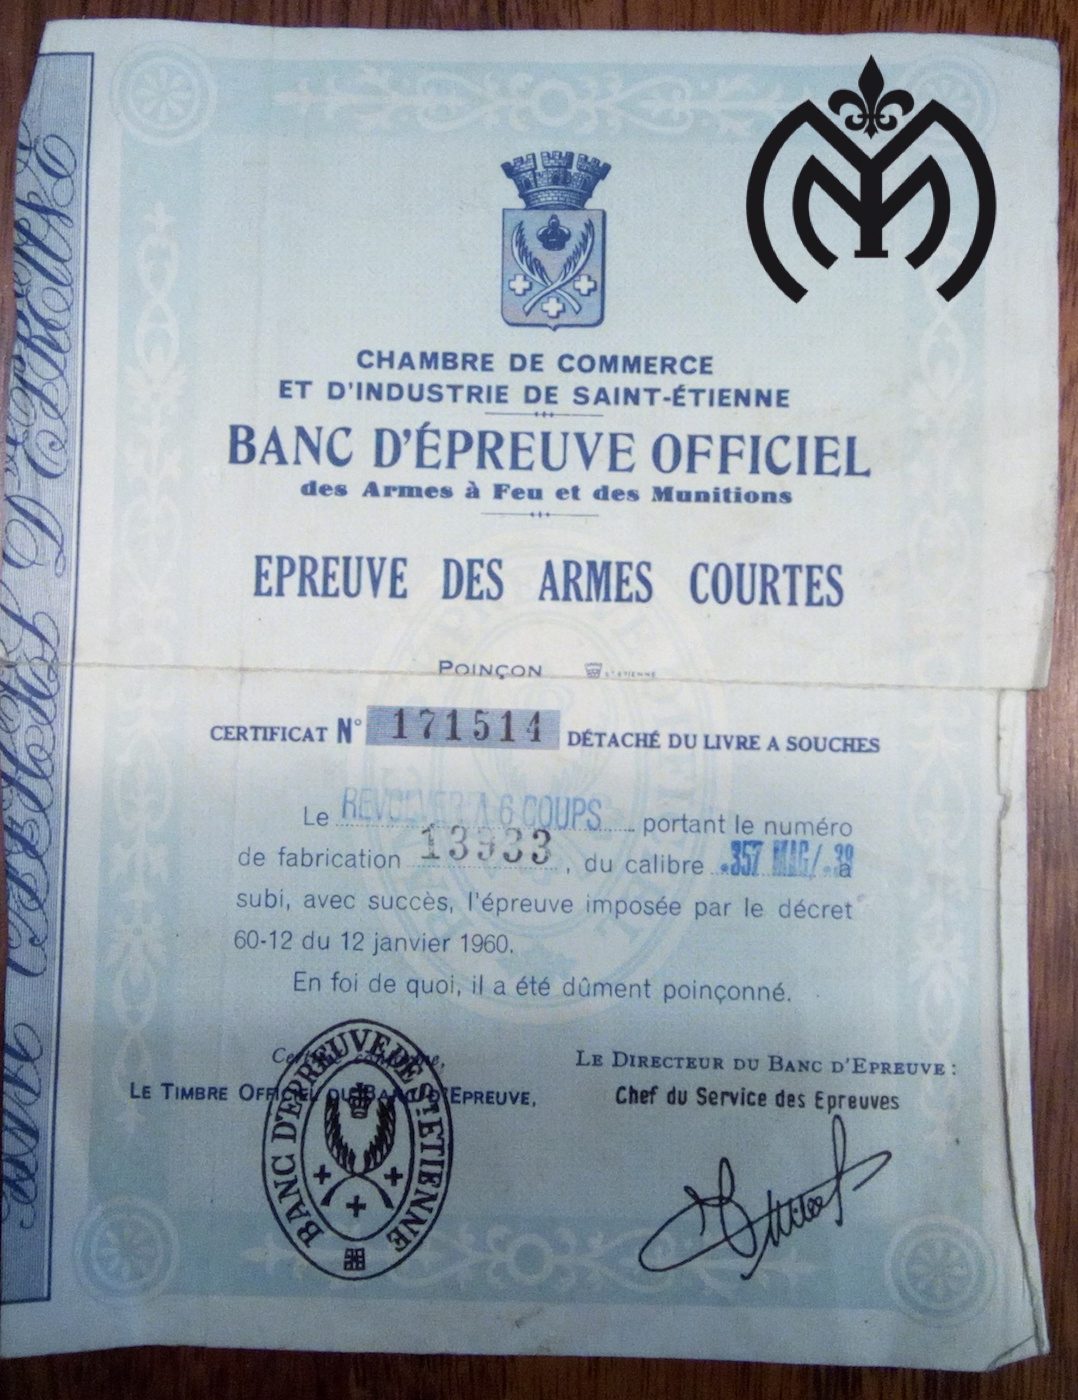 CHAMBRE DE COMMERCE
ET D'INDUSTRIE DE SAINT-ÉTIENNE
BANC D'ÉPREUVE OFFICIEL
des Armes à Feu et des Munitions
EPREUVE DES ARMES COURTES
POINÇON ST ETIENNE
CERTIFICAT N° 171514 DÉTACHÉ DU LIVRE A SOUCHES
Le REVOLVER A 6 COUPS portant le numéro
de fabrication 13933, du calibre .357 MAG/.38 a
subi, avec succès, l'épreuve imposée par le décret
60-12 du 12 janvier 1960.
En foi de quoi, il a été dûment poinçonné.
LE TIMBRE OFFICIEL DU BANC D'EPREUVE,
BANC D'EPREUVE DE ST ETIENNE
LE DIRECTEUR DU BANC D'EPREUVE :
Chef du Service des Epreuves